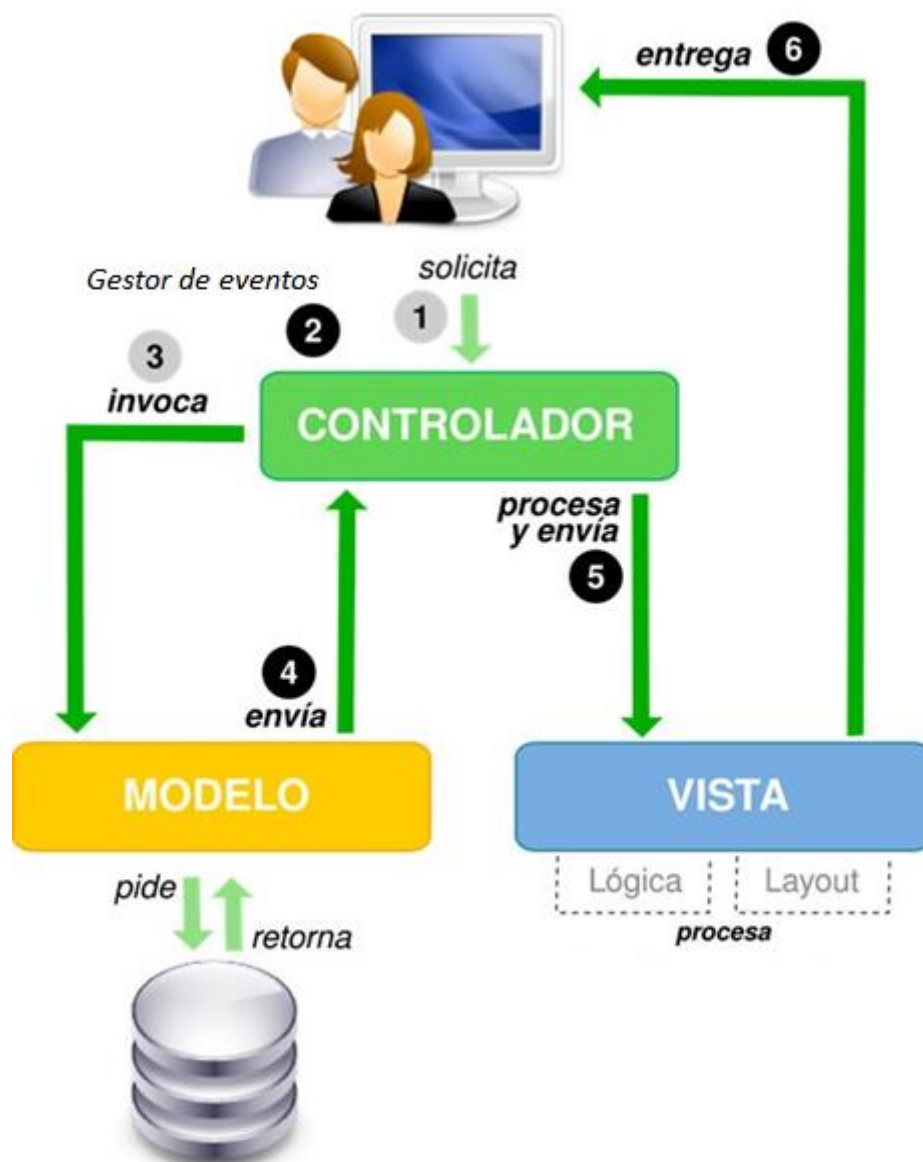 entrega 6
solicita
Gestor de eventos
1
2
3
invoca
CONTROLADOR
procesa
y envía
5
4
envía
MODELO
VISTA
pide
retorna
Lógica
Layout
procesa